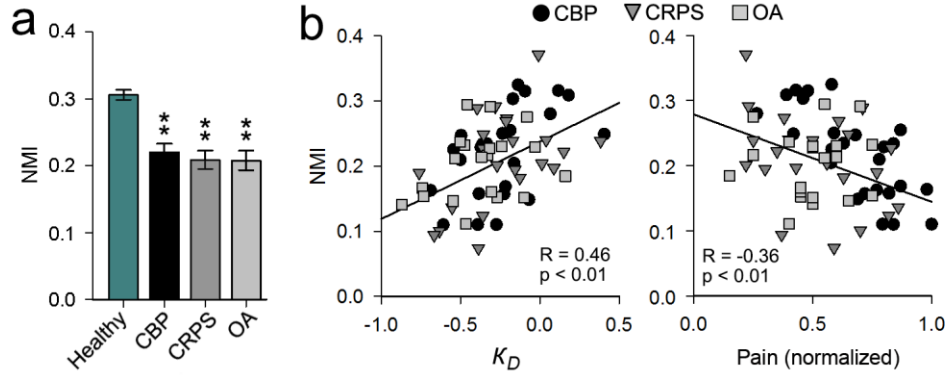 a
NMI
0.4
0.3
0.2
0.1
0.0
**
**
**
Healthy
CBP
CRPS
OA
b
CBP CRPS OA
NMI
0.4
0.3
0.2
0.1
0.0
R = 0.46
p < 0.01
-1.0 -0.5 0.0 0.5
K_D
0.4
0.3
0.2
0.1
0.0
R = -0.36
p < 0.01
0.0 0.5 1.0
Pain (normalized)